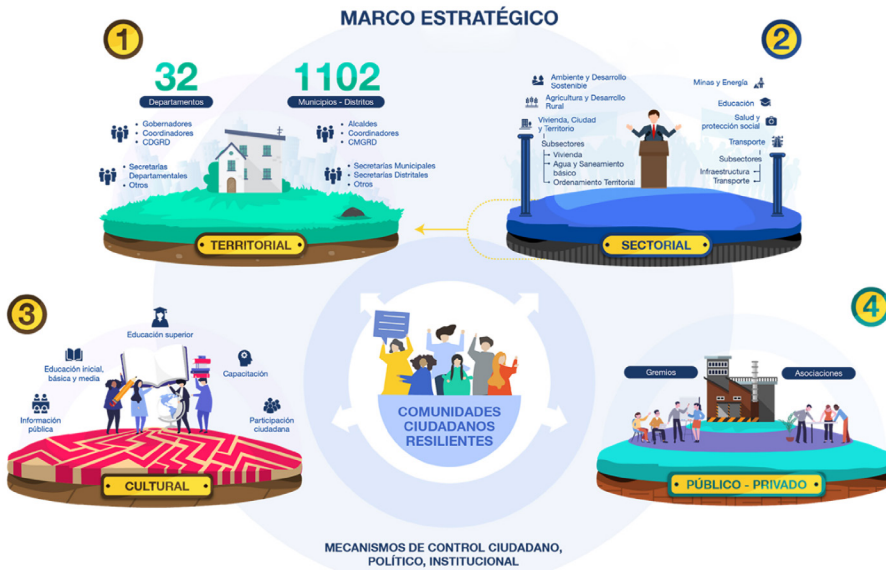 MARCO ESTRATÉGICO
1
32
Departamentos
1102
Municipios - Distritos
• Gobernadores
• Coordinadores
• CDGRD
• Alcaldes
• Coordinadores
• CMGRD
• Secretarías
Departamentales
• Otros
• Secretarías Municipales
• Secretarías Distritales
• Otros
TERRITORIAL
2
Ambiente y Desarrollo
Sostenible
Agricultura y Desarrollo
Rural
Vivienda, Ciudad
y Territorio
Subsectores
• Vivienda
• Agua y Saneamiento
básico
• Ordenamiento Territorial
Minas y Energía
Educación
Salud y
protección social
Transporte
Subsectores
Infraestructura
Transporte
SECTORIAL
3
Educación superior
Educación inicial,
básica y media
Capacitación
Información
pública
Participación
ciudadana
CULTURAL
COMUNIDADES
CIUDADANOS
RESILIENTES
4
Gremios
Asociaciones
PÚBLICO - PRIVADO
MECANISMOS DE CONTROL CIUDADANO,
POLÍTICO, INSTITUCIONAL